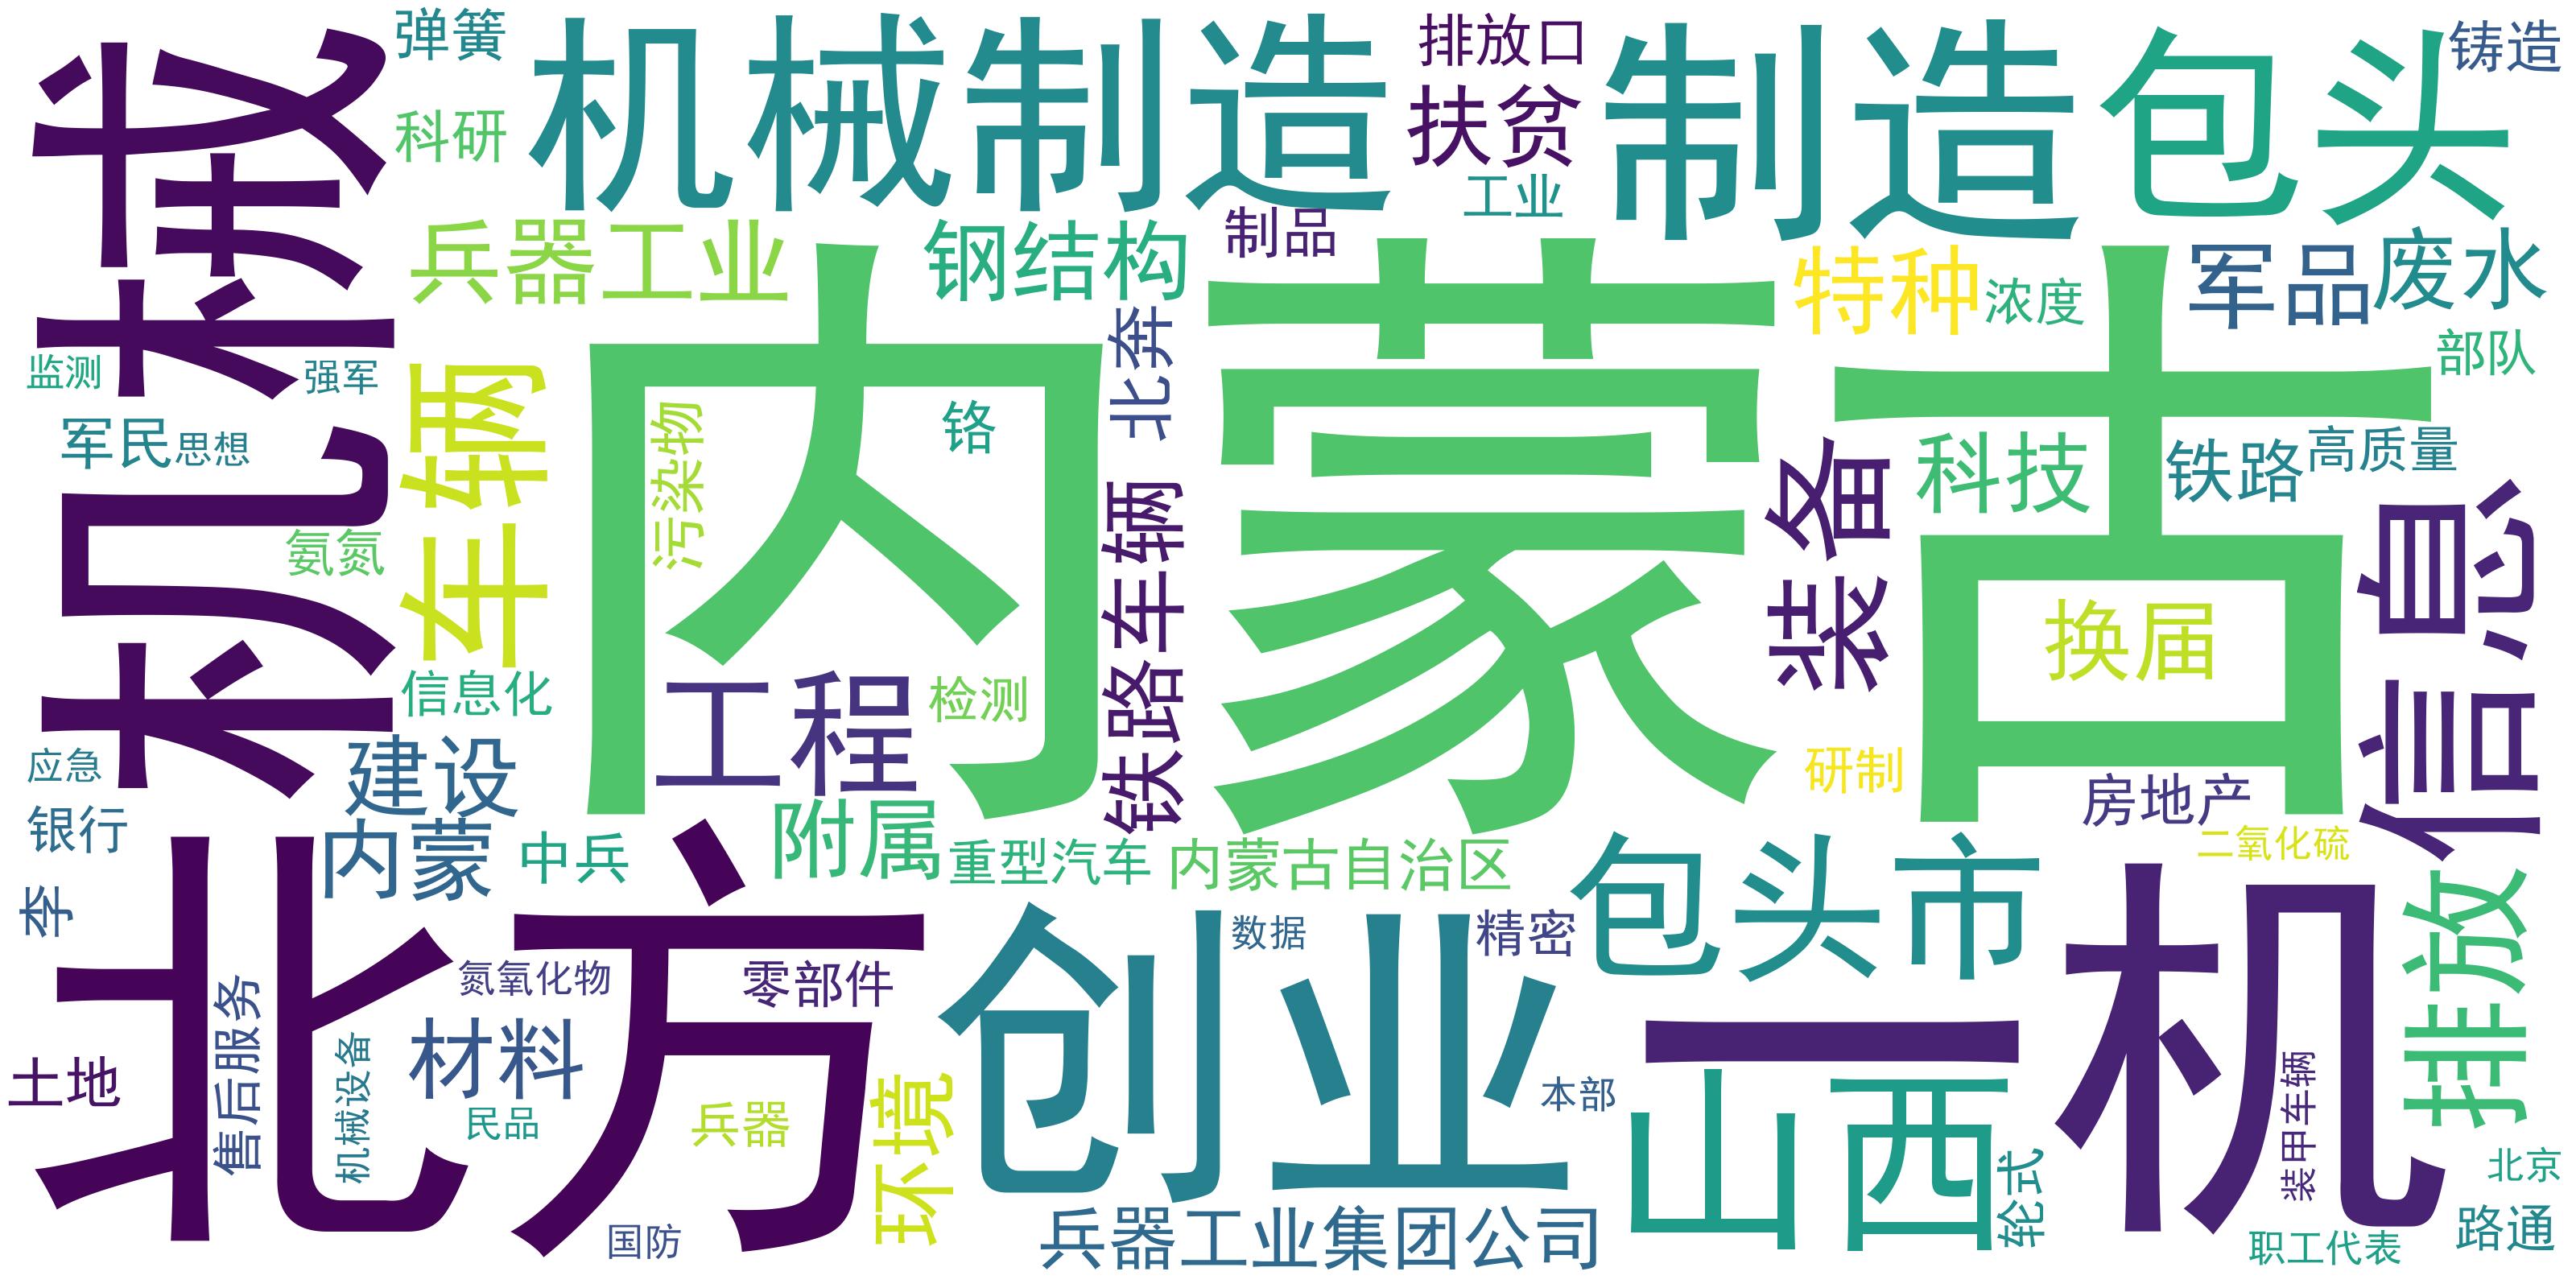 弹簧
机械制造
排放口
制造
包头
铸造
机械
科研
扶贫
工业
兵器工业
钢结构
制品
特种
浓度
军品
废水
内蒙古
北奔
部队
监测
强军
车辆
污染物
铬
军民
思想
装备
科技
铁路
高质量
铁路车辆
信息
氨氮
换届
信息化
工程
检测
研制
应急
建设
房地产
银行
内蒙
中兵
附属
重型汽车
内蒙古自治区
包头市
二氧化硫
李
北方
创业
数据
精密
一机
排放
氮氧化物
零部件
售后服务
机械设备
材料
土地
民品
兵器
环境
本部
山西
轮式
装甲车辆
北京
国防
兵器工业集团公司
职工代表
路通